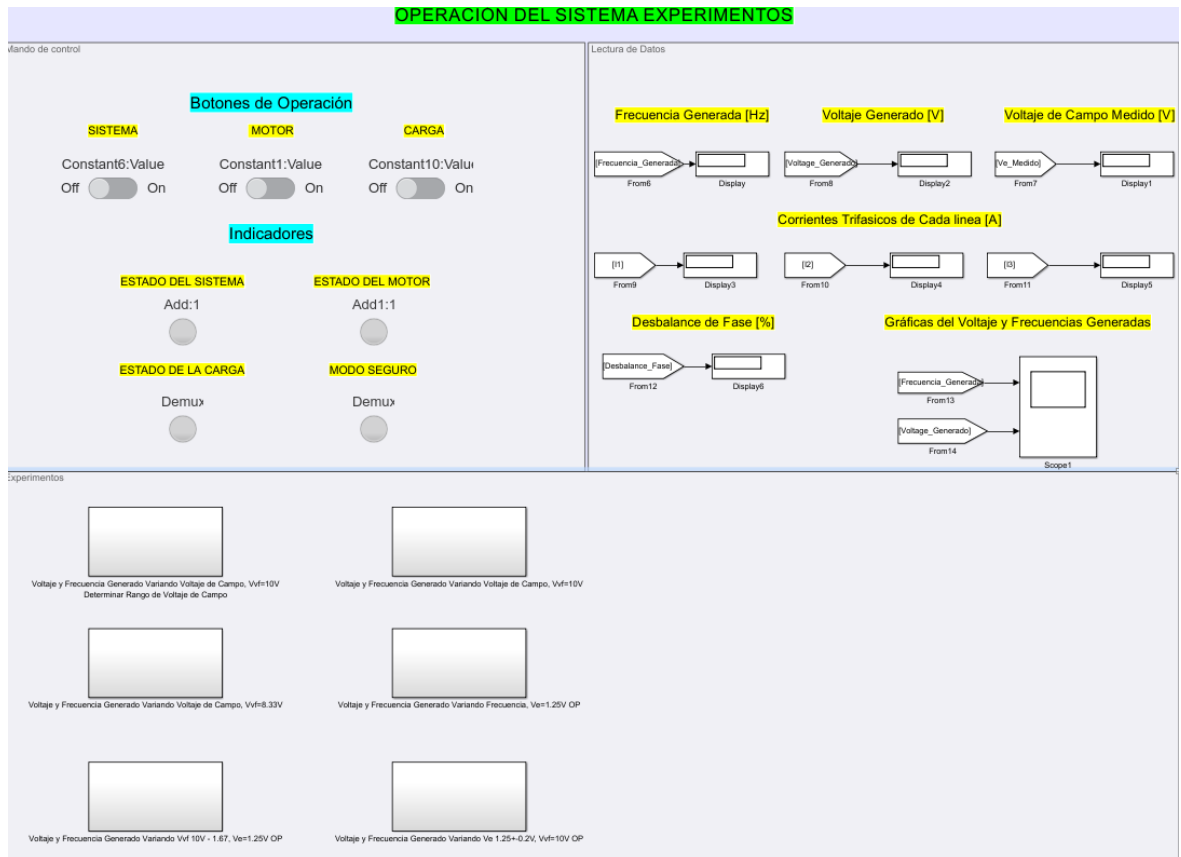 OPERACION DEL SISTEMA EXPERIMENTOS
Mando de control
Botones de Operación
SISTEMA MOTOR CARGA
Constant6:Value Constant1:Value Constant10:Valu
Off On Off On Off On
Indicadores
ESTADO DEL SISTEMA ESTADO DEL MOTOR
Add:1 Add1:1
ESTADO DE LA CARGA MODO SEGURO
Demux Demux
Lectura de Datos
Frecuencia Generada [Hz] Voltaje Generado [V] Voltaje de Campo Medido [V]
[Frecuencia_Generada] [Voltage_Generado] [Ve_Medido]
From6 Display From8 Display2 From7 Display1
Corrientes Trifasicos de Cada linea [A]
[I1] [I2] [I3]
From9 Display3 From10 Display4 From11 Display5
Desbalance de Fase [%] Gráficas del Voltaje y Frecuencias Generadas
[Desbalance_Fase]
From12 Display6
[Frecuencia_Generada]
From13
[Voltage_Generado]
From14
Scope1
Experimentos
Voltaje y Frecuencia Generado Variando Voltaje de Campo, Vvf=10V
Determinar Rango de Voltaje de Campo
Voltaje y Frecuencia Generado Variando Voltaje de Campo, Vvf=10V
Voltaje y Frecuencia Generado Variando Voltaje de Campo, Vvf=8.33V
Voltaje y Frecuencia Generado Variando Frecuencia, Ve=1.25V OP
Voltaje y Frecuencia Generado Variando Vvf 10V - 1.67, Ve=1.25V OP
Voltaje y Frecuencia Generado Variando Ve 1.25+-0.2V, Vvf=10V OP